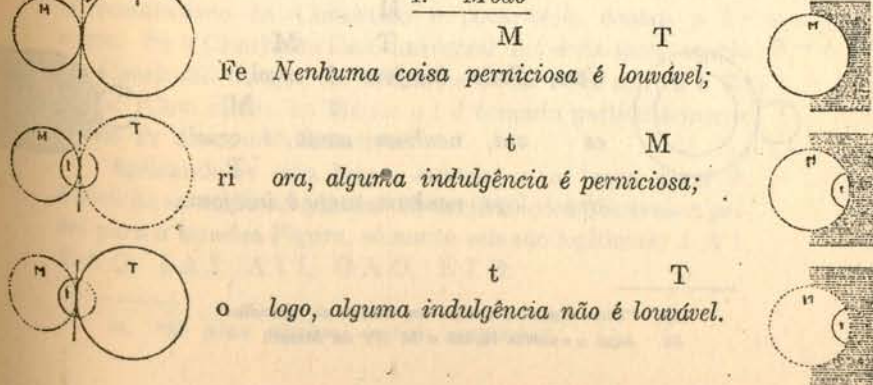 M T
Fe Nenhuma coisa perniciosa é louvável;
t M
ri ora, alguma indulgência é perniciosa;
t T
o logo, alguma indulgência não é louvável.
M T
M t T
M t T
M
M t
M t